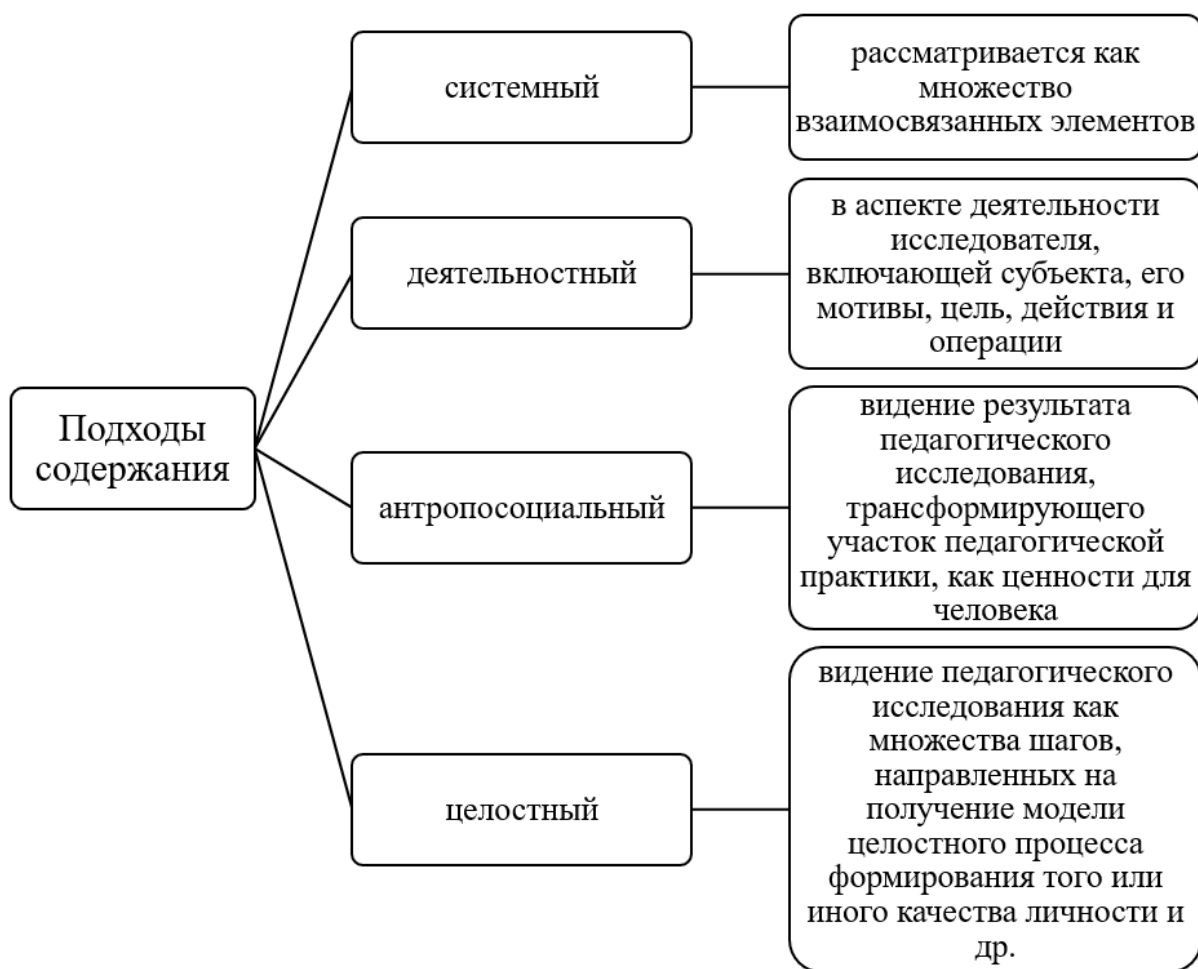 Подходы
содержания
системный
рассматривается как
множество
взаимосвязанных элементов
деятельностный
в аспекте деятельности
исследователя,
включающей субъекта, его
мотивы, цель, действия и
операции
антропосоциальный
видение результата
педагогического
исследования,
трансформирующего
участок педагогической
практики, как ценности для
человека
целостный
видение педагогического
исследования как
множества шагов,
направленных на
получение модели
целостного процесса
формирования того или
иного качества личности и
др.